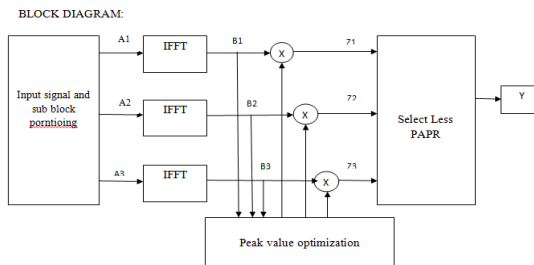 BLOCK DIAGRAM:
A1
IFFT
B1
X
Z1
Input signal and
sub block
porntioing
A2
IFFT
B2
X
Z2
Select Less
PAPR
Y
A3
IFFT
B3
X
Z3
Peak value optimization